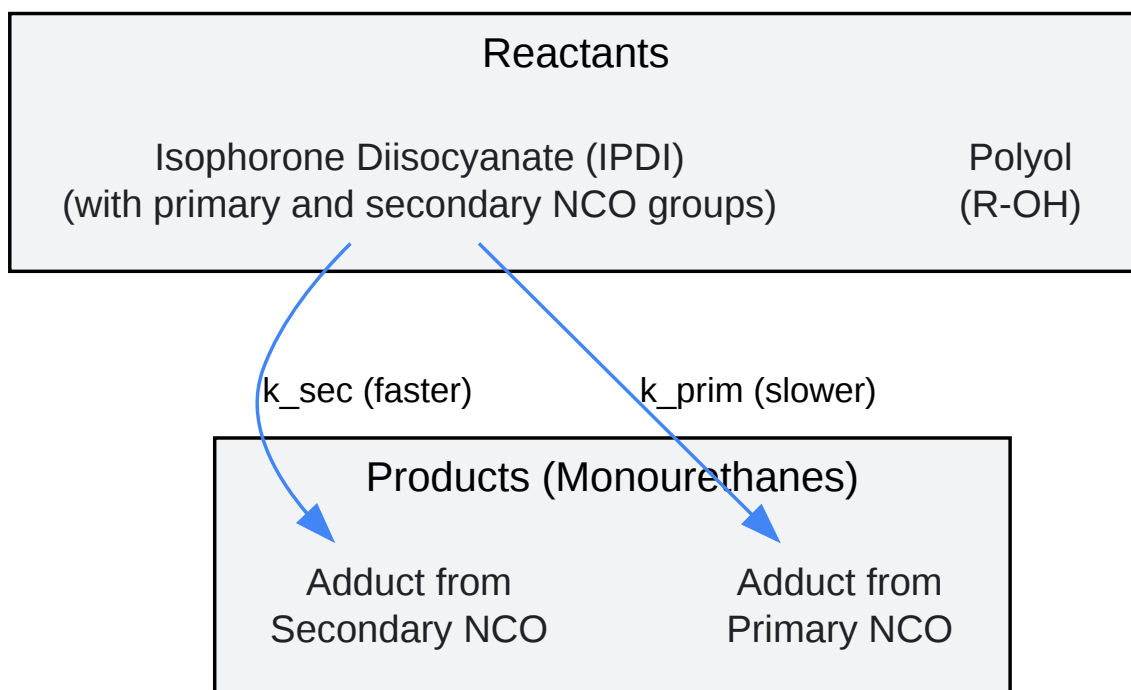 Reactants
Isophorone Diisocyanate (IPDI)
(with primary and secondary NCO groups)
Polyol
(R-OH)
k_sec (faster)
k_prim (slower)
Products (Monourethanes)
Adduct from
Secondary NCO
Adduct from
Primary NCO